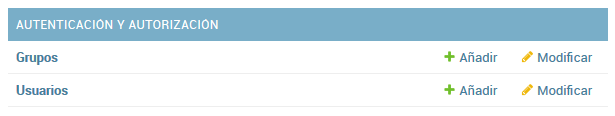 AUTENTICACIÓN Y AUTORIZACIÓN
Grupos Añadir Modificar
Usuarios Añadir Modificar